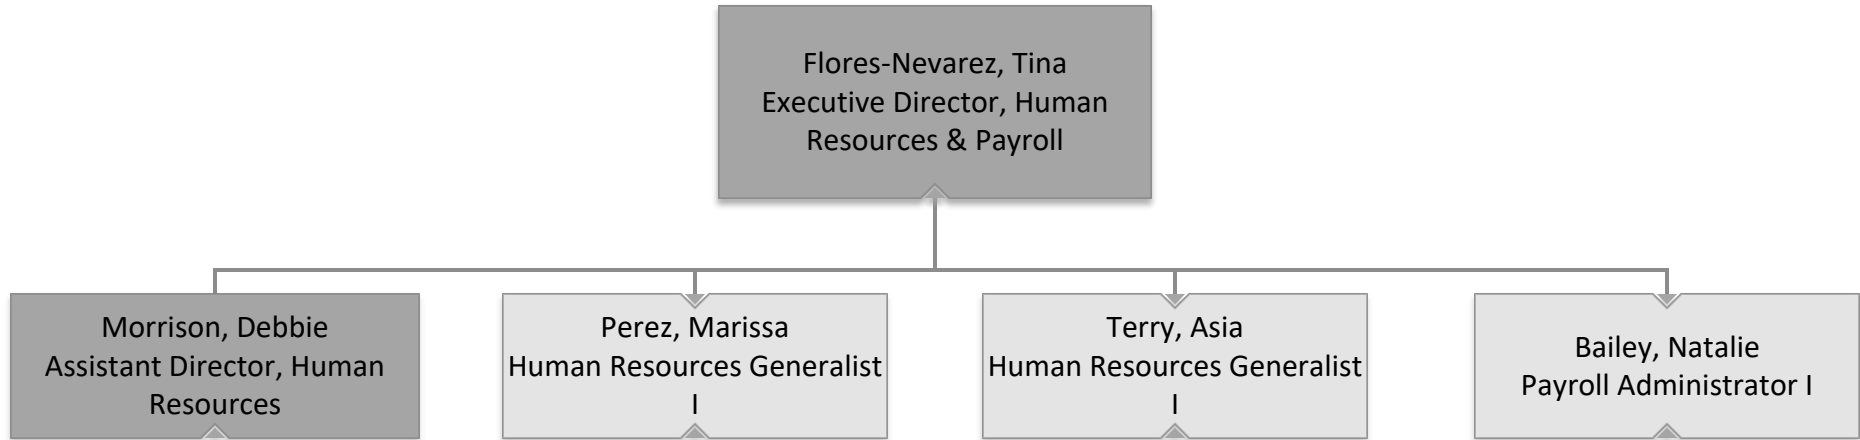 Flores-Nevarez, Tina
Executive Director, Human
Resources & Payroll
Morrison, Debbie
Assistant Director, Human
Resources
Perez, Marissa
Human Resources Generalist
I
Terry, Asia
Human Resources Generalist
I
Bailey, Natalie
Payroll Administrator I